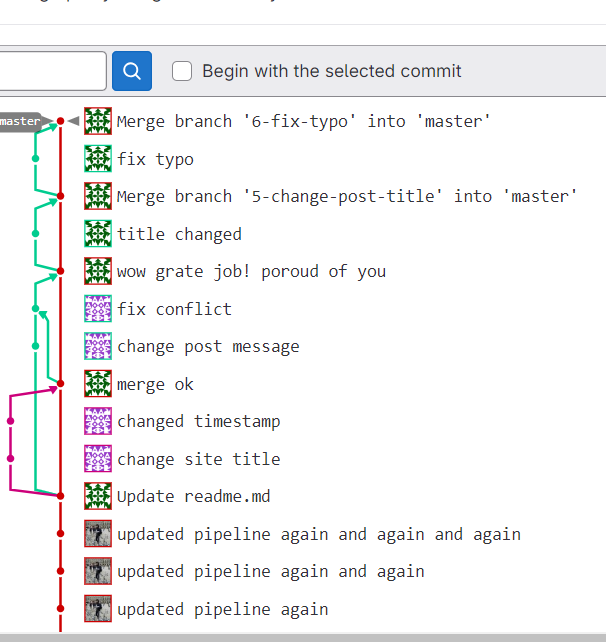 Begin with the selected commit
master
Merge branch '6-fix-typo' into 'master'
fix typo
Merge branch '5-change-post-title' into 'master'
title changed
wow grate job! poroud of you
fix conflict
change post message
merge ok
changed timestamp
change site title
Update readme.md
updated pipeline again and again and again
updated pipeline again and again
updated pipeline again